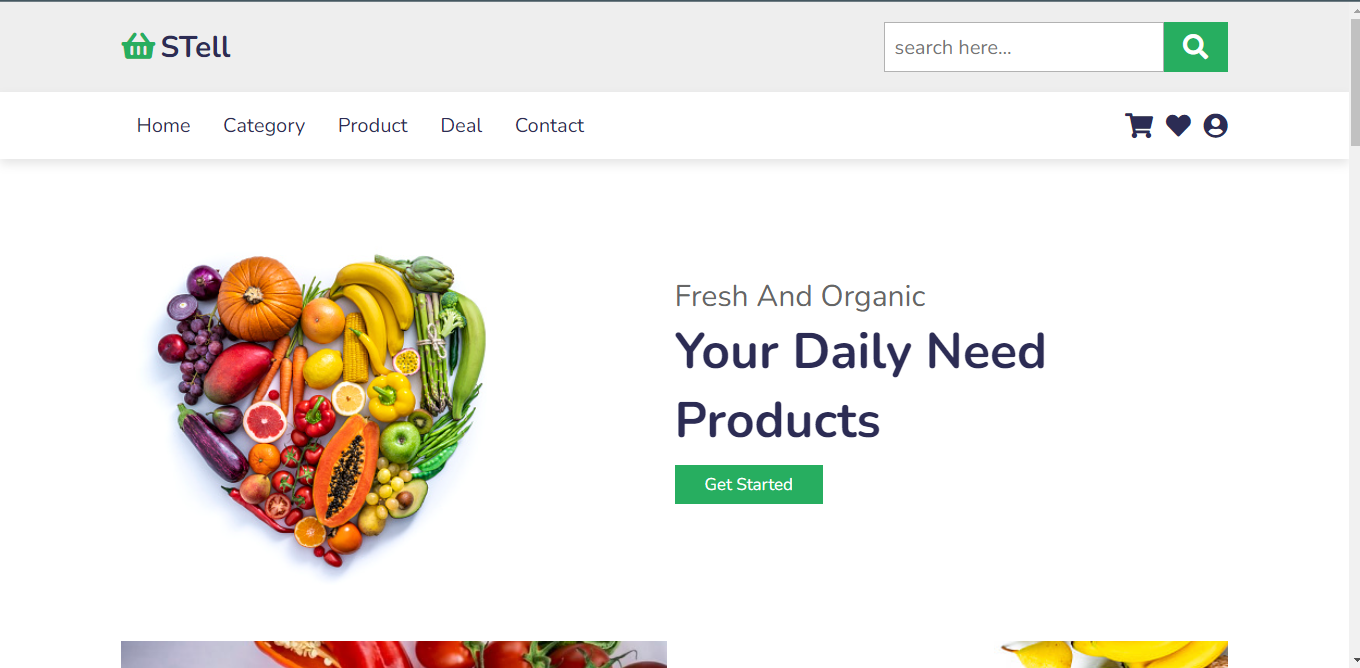 STell
search here...
Home Category Product Deal Contact
Fresh And Organic
Your Daily Need
Products
Get Started